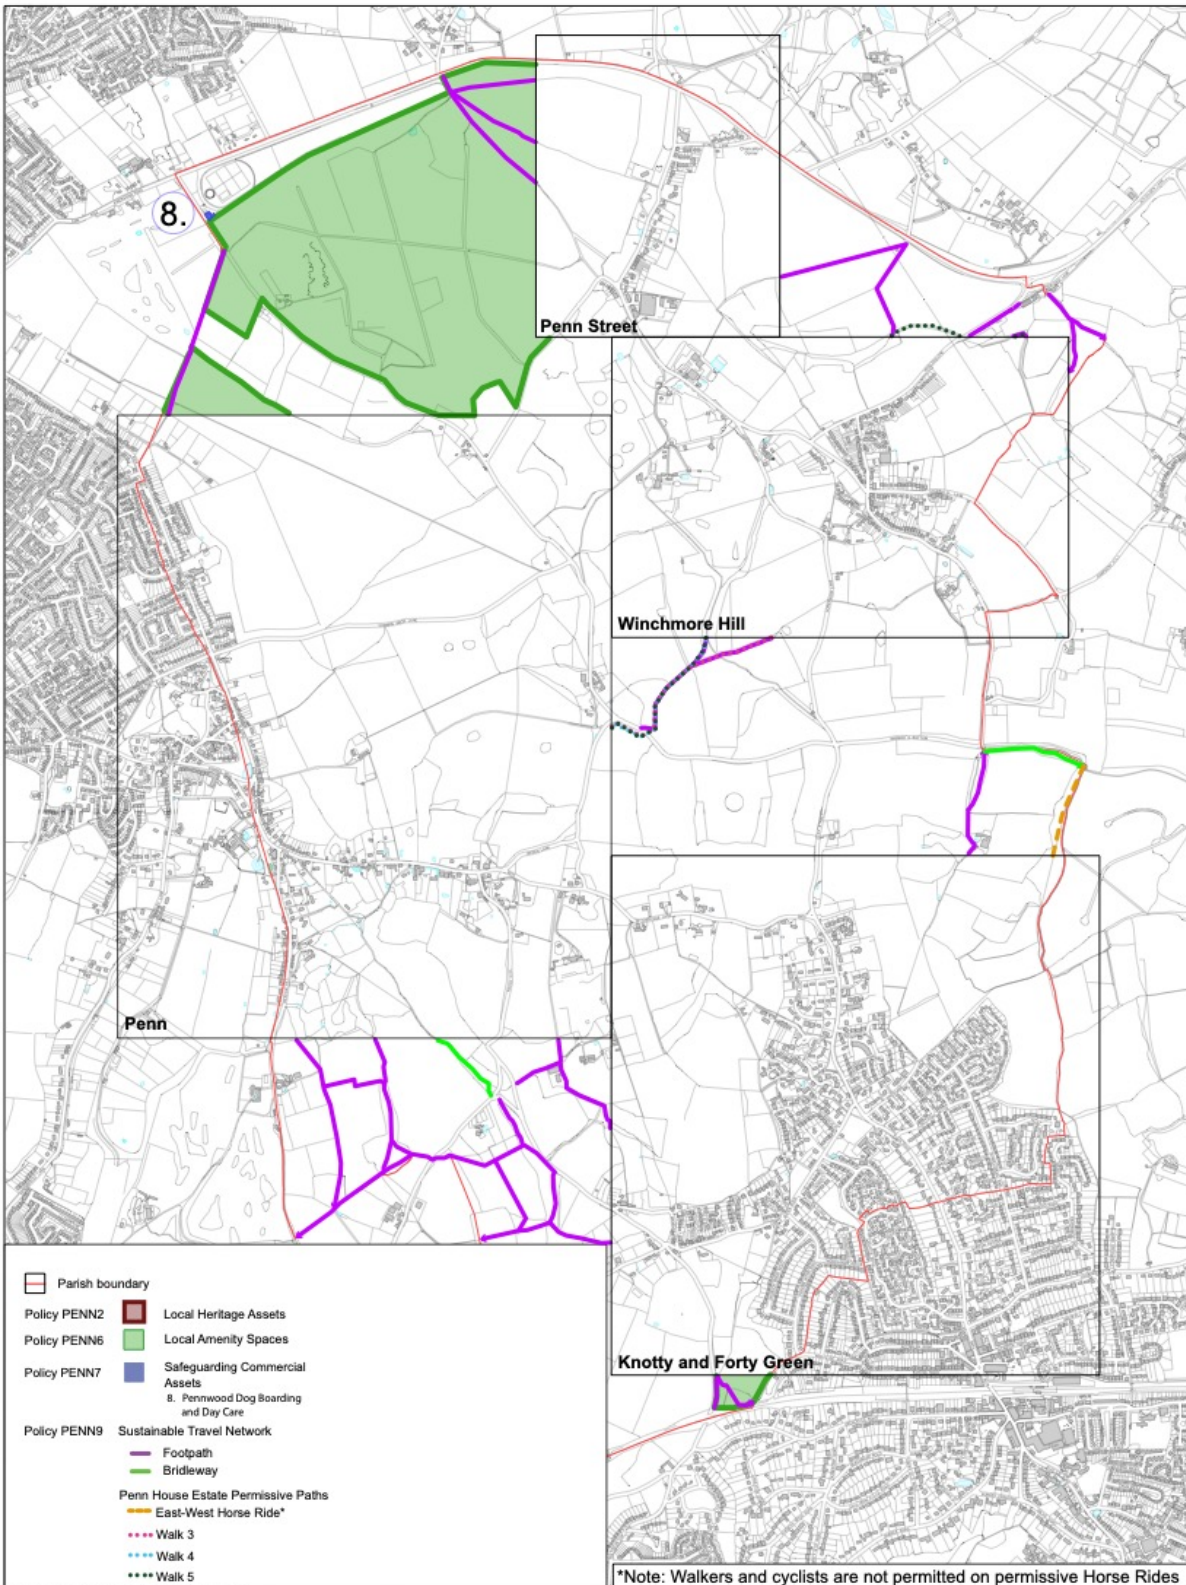 8.
Penn Street
Winchmore Hill
Penn
Knotty and Forty Green
Parish boundary
Policy PENN2 Local Heritage Assets
Policy PENN6 Local Amenity Spaces
Policy PENN7 Safeguarding Commercial
Assets
8. Pennwood Dog Boarding
and Day Care
Policy PENN9 Sustainable Travel Network
Footpath
Bridleway
Penn House Estate Permissive Paths
East-West Horse Ride*
Walk 3
Walk 4
Walk 5
*Note: Walkers and cyclists are not permitted on permissive Horse Rides